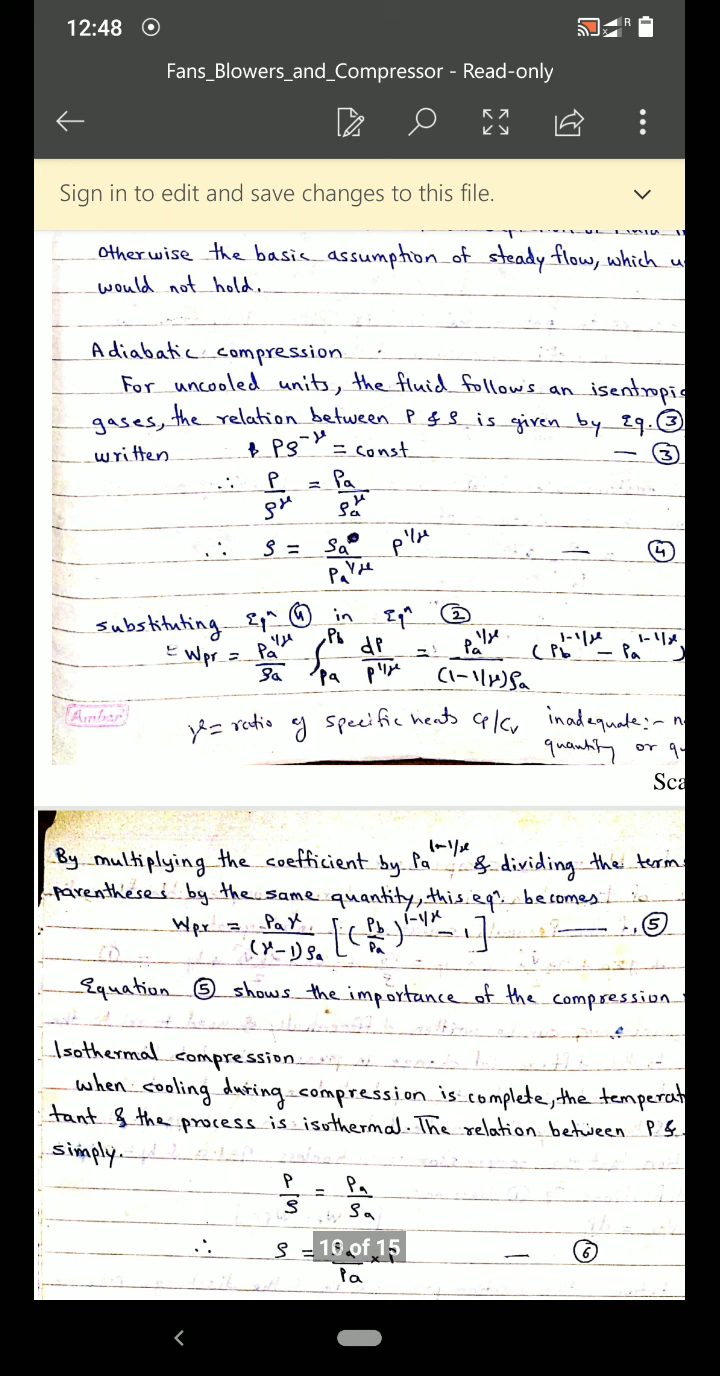 12:48
R
Fans_Blowers_and_Compressor - Read-only
Sign in to edit and save changes to this file.
Otherwise the basic assumption of steady flow, which u
would not hold.
Adiabatic compression
For uncooled units, the fluid follows an isentropic
gases, the relation between P & ρ is given by Eq. ③
written Pρ^-γ = const — ③
∴ P/ρ^γ = Pa/ρa^γ
∴ ρ = ρa/Pa^1/γ P^1/γ — ④
substituting Eqⁿ ④ in Eqⁿ ②
Wpr = Pa^1/γ/ρa ∫Pa^Pb dP/P^1/γ = Pa^1/γ/(1-1/γ)ρa (Pb^1-1/γ - Pa^1-1/γ)
Amber
γ = ratio of specific heats Cp/Cv inadequate:- n
quantity or q
Sca
By multiplying the coefficient by Pa^1-1/γ & dividing the term
parentheses by the same quantity, this eqⁿ. becomes
Wpr = Paγ/(γ-1)ρa [(Pb/Pa)^1-1/γ - 1] — ⑤
Equation ⑤ shows the importance of the compression
Isothermal compression
when cooling during compression is complete, the temperat
tant & the process is isothermal. The relation between P &
simply.
P/ρ = Pa/ρa
∴ ρ = /Pa × — ⑥
10 of 15